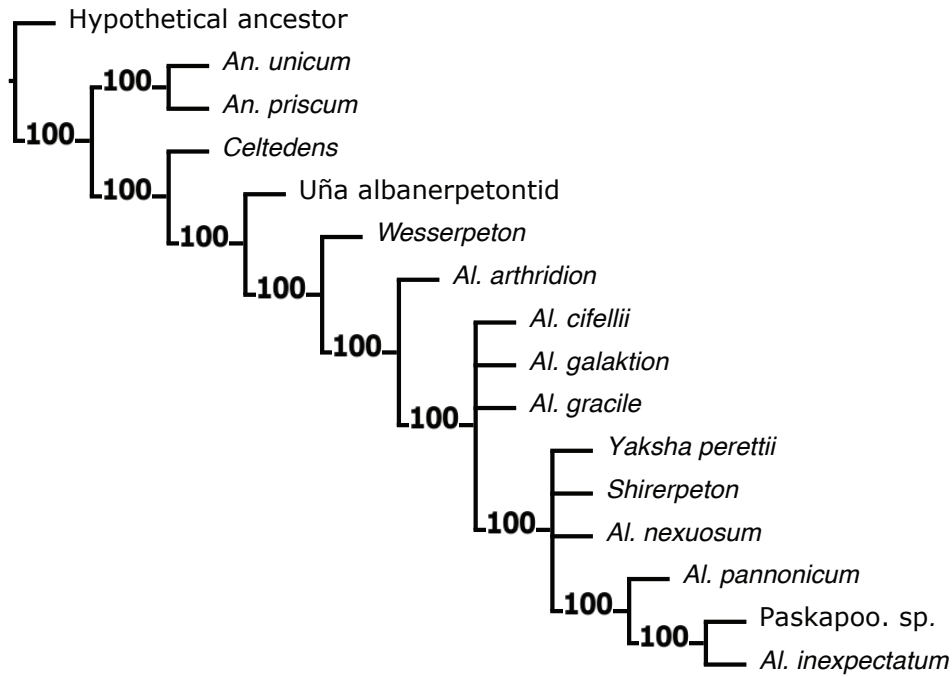 Hypothetical ancestor
An. unicum
100
An. priscum
100
Celtedens
100
Uña albanerpetontid
100
Wesserpeton
100
Al. arthridion
100
Al. cifellii
Al. galaktion
Al. gracile
100
Yaksha perettii
Shirerpeton
100
Al. nexuosum
Al. pannonicum
100
Paskapoo. sp.
100
Al. inexpectatum